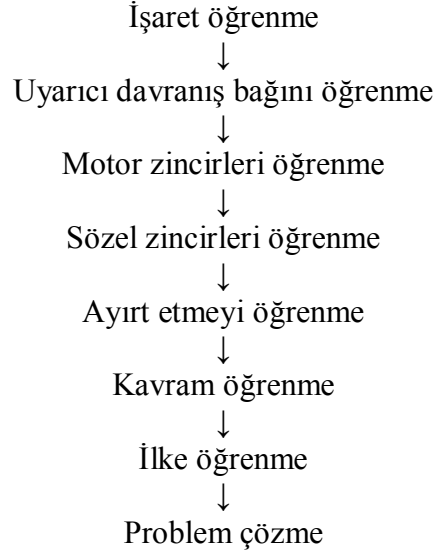 İşaret öğrenme
↓
Uyarıcı davranış bağını öğrenme
↓
Motor zincirleri öğrenme
↓
Sözel zincirleri öğrenme
↓
Ayırt etmeyi öğrenme
↓
Kavram öğrenme
↓
İlke öğrenme
↓
Problem çözme